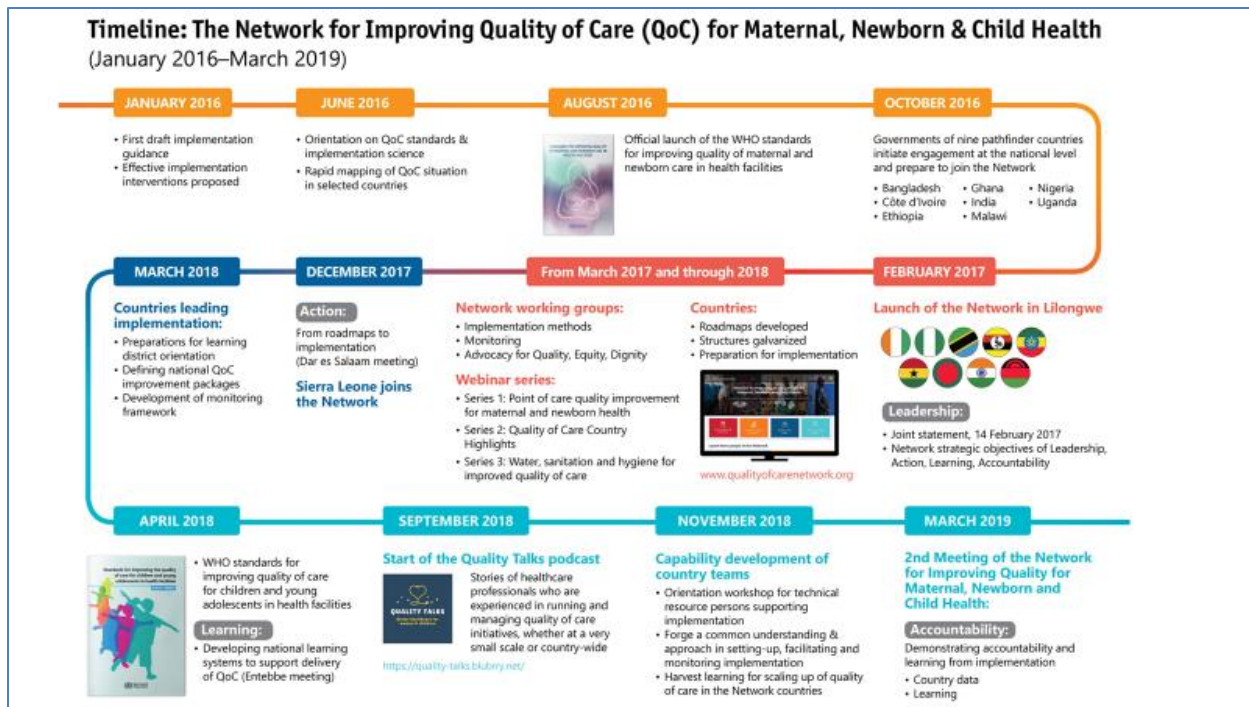 Timeline: The Network for Improving Quality of Care (QoC) for Maternal, Newborn & Child Health
(January 2016–March 2019)
JANUARY 2016
• First draft implementation
guidance
• Effective implementation
interventions proposed
JUNE 2016
• Orientation on QoC standards &
implementation science
• Rapid mapping of QoC situation
in selected countries
AUGUST 2016
Official launch of the WHO standards
for improving quality of maternal and
newborn care in health facilities
OCTOBER 2016
Governments of nine pathfinder countries
initiate engagement at the national level
and prepare to join the Network
• Bangladesh
• Côte d'Ivoire
• Ethiopia
• Ghana
• India
• Malawi
• Nigeria
• Uganda
FEBRUARY 2017
Launch of the Network in Lilongwe
Leadership:
• Joint statement, 14 February 2017
• Network strategic objectives of Leadership,
Action, Learning, Accountability
From March 2017 and through 2018
Network working groups:
• Implementation methods
• Monitoring
• Advocacy for Quality, Equity, Dignity
Webinar series:
• Series 1: Point of care quality improvement
for maternal and newborn health
• Series 2: Quality of Care Country
Highlights
• Series 3: Water, sanitation and hygiene for
improved quality of care
Countries:
• Roadmaps developed
• Structures galvanized
• Preparation for implementation
www.qualityofcarenetwork.org
DECEMBER 2017
Action:
From roadmaps to
implementation
(Dar es Salaam meeting)
Sierra Leone joins
the Network
MARCH 2018
Countries leading
implementation:
• Preparations for learning
district orientation
• Defining national QoC
improvement packages
• Development of monitoring
framework
APRIL 2018
Standards for improving the quality
of care for children and young
adolescents in health facilities
• WHO standards for
improving quality of care
for children and young
adolescents in health facilities
Learning:
• Developing national learning
systems to support delivery
of QoC (Entebbe meeting)
SEPTEMBER 2018
Start of the Quality Talks podcast
QUALITY TALKS
Stories of healthcare
professionals who are
experienced in running and
managing quality of care
initiatives, whether at a very
small scale or country-wide
https://quality-talks.blubrry.net/
NOVEMBER 2018
Capability development of
country teams
• Orientation workshop for technical
resource persons supporting
implementation
• Forge a common understanding &
approach in setting-up, facilitating and
monitoring implementation
• Harvest learning for scaling up of quality
of care in the Network countries
MARCH 2019
2nd Meeting of the Network
for Improving Quality for
Maternal, Newborn and
Child Health:
Accountability:
Demonstrating accountability and
learning from implementation
• Country data
• Learning